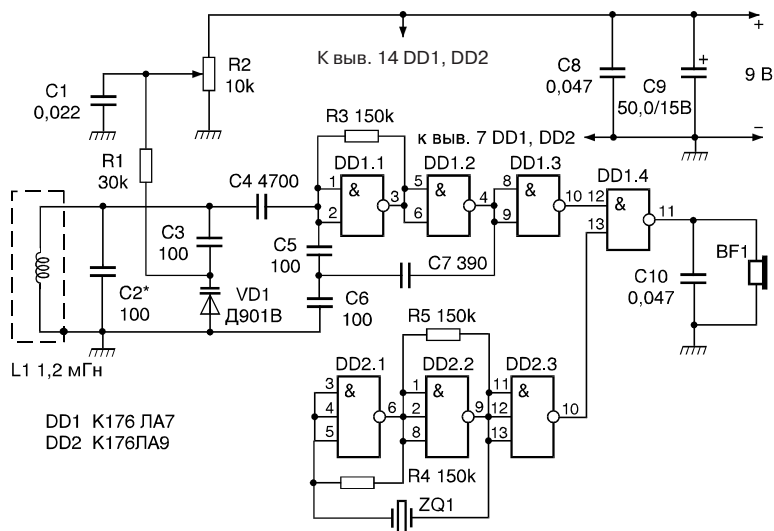 +
R2
10k
К выв. 14 DD1, DD2
C8
0,047
+
C9
50,0/15В
9 В
C1
0,022
R3 150k
к выв. 7 DD1, DD2
−
R1
30k
DD1.1
DD1.2
DD1.3
DD1.4
C4 4700
1
2
&
3
5
6
&
4
8
9
&
10
12
13
&
11
C3
100
C5
100
C7 390
C2*
100
VD1
Д901В
C6
100
C10
0,047
BF1
L1 1,2 мГн
R5 150k
DD2.1
DD2.2
DD2.3
3
4
5
&
6
1
2
8
&
9
11
12
13
&
10
DD1 К176 ЛА7
DD2 К176ЛА9
R4 150k
ZQ1